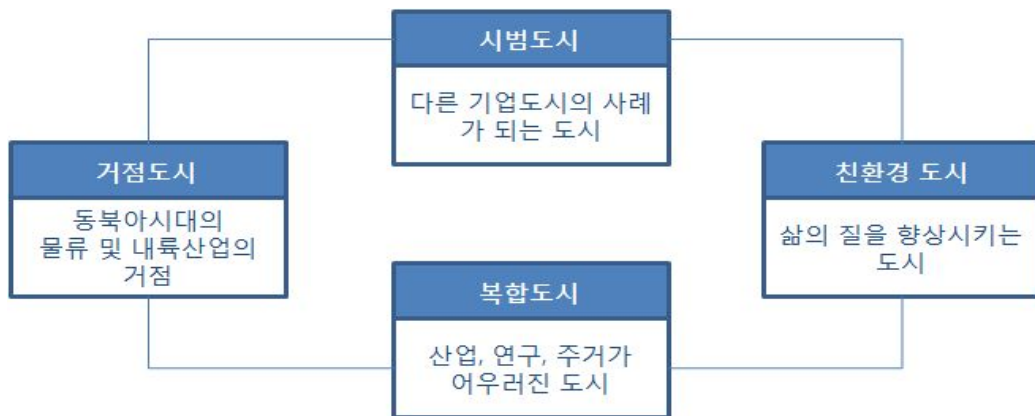 시범도시
다른 기업도시의 사례
가 되는 도시
거점도시
동북아시대의
물류 및 내륙산업의
거점
친환경 도시
삶의 질을 향상시키는
도시
복합도시
산업, 연구, 주거가
어우러진 도시